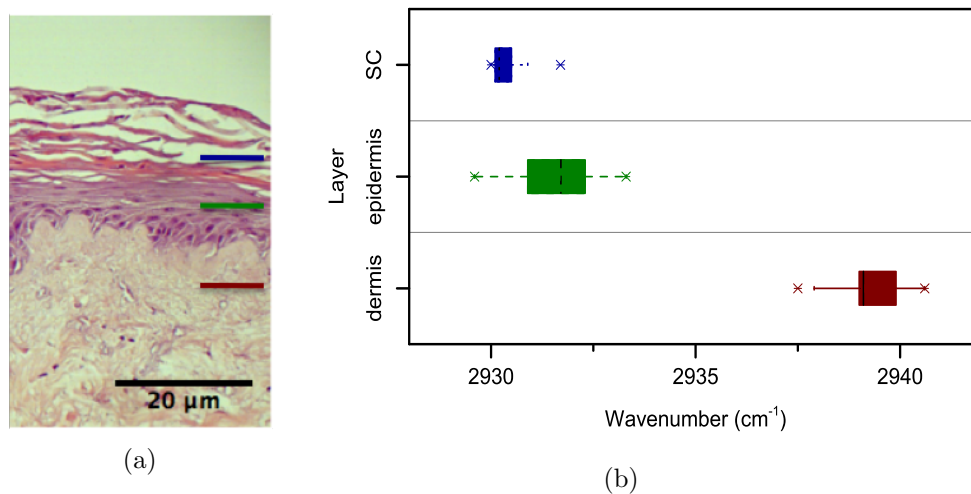 20 μm
(a)
SC
epidermis
dermis
Layer
2930
2935
2940
Wavenumber (cm⁻¹)
(b)